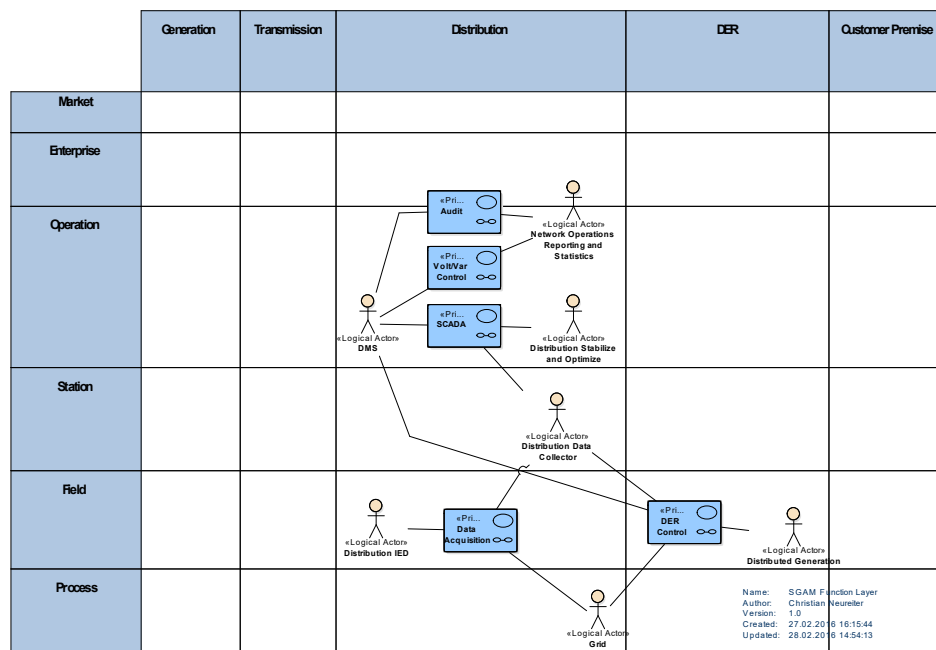 Generation
Transmission
Distribution
DER
Customer Premise
Market
Enterprise
Operation
«Pri...
Audit
«Logical Actor»
Network Operations
Reporting and
Statistics
«Pri...
Volt/Var
Control
«Logical Actor»
DMS
«Pri...
SCADA
«Logical Actor»
Distribution Stabilize
and Optimize
Station
«Logical Actor»
Distribution Data
Collector
Field
«Logical Actor»
Distribution IED
«Pri...
Data
Acquisition
«Pri...
DER
Control
«Logical Actor»
Distributed Generation
Process
«Logical Actor»
Grid
Name: SGAM Function Layer
Author: Christian Neureiter
Version: 1.0
Created: 27.02.2016 16:15:44
Updated: 28.02.2016 14:54:13